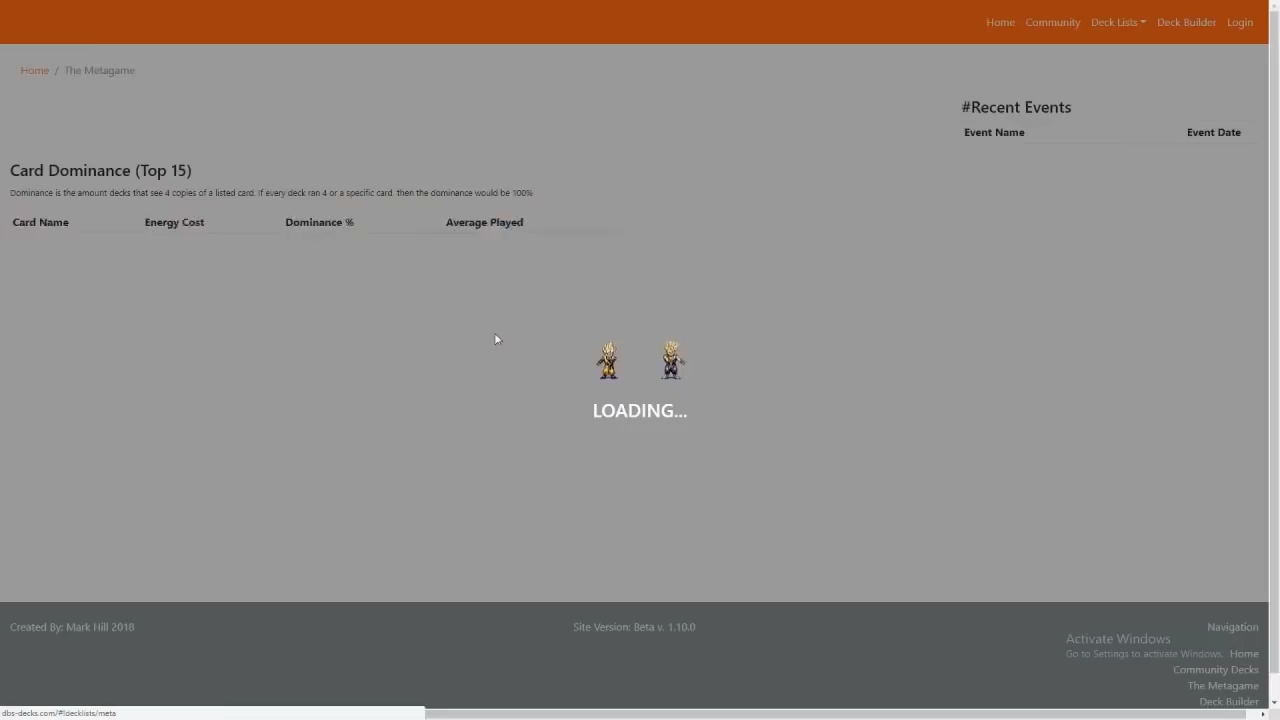 Home Community Deck Lists Deck Builder Login
Home / The Metagame
#Recent Events
Event Name Event Date
Card Dominance (Top 15)
Dominance is the amount decks that see 4 copies of a listed card. If every deck ran 4 or a specific card, then the dominance would be 100%
Card Name Energy Cost Dominance % Average Played
LOADING...
Created By: Mark Hill 2018 Site Version: Beta v. 1.10.0 Navigation
Activate Windows
Go to Settings to activate Windows. Home
Community Decks
The Metagame
Deck Builder
dbs-decks.com/#!decklists/meta